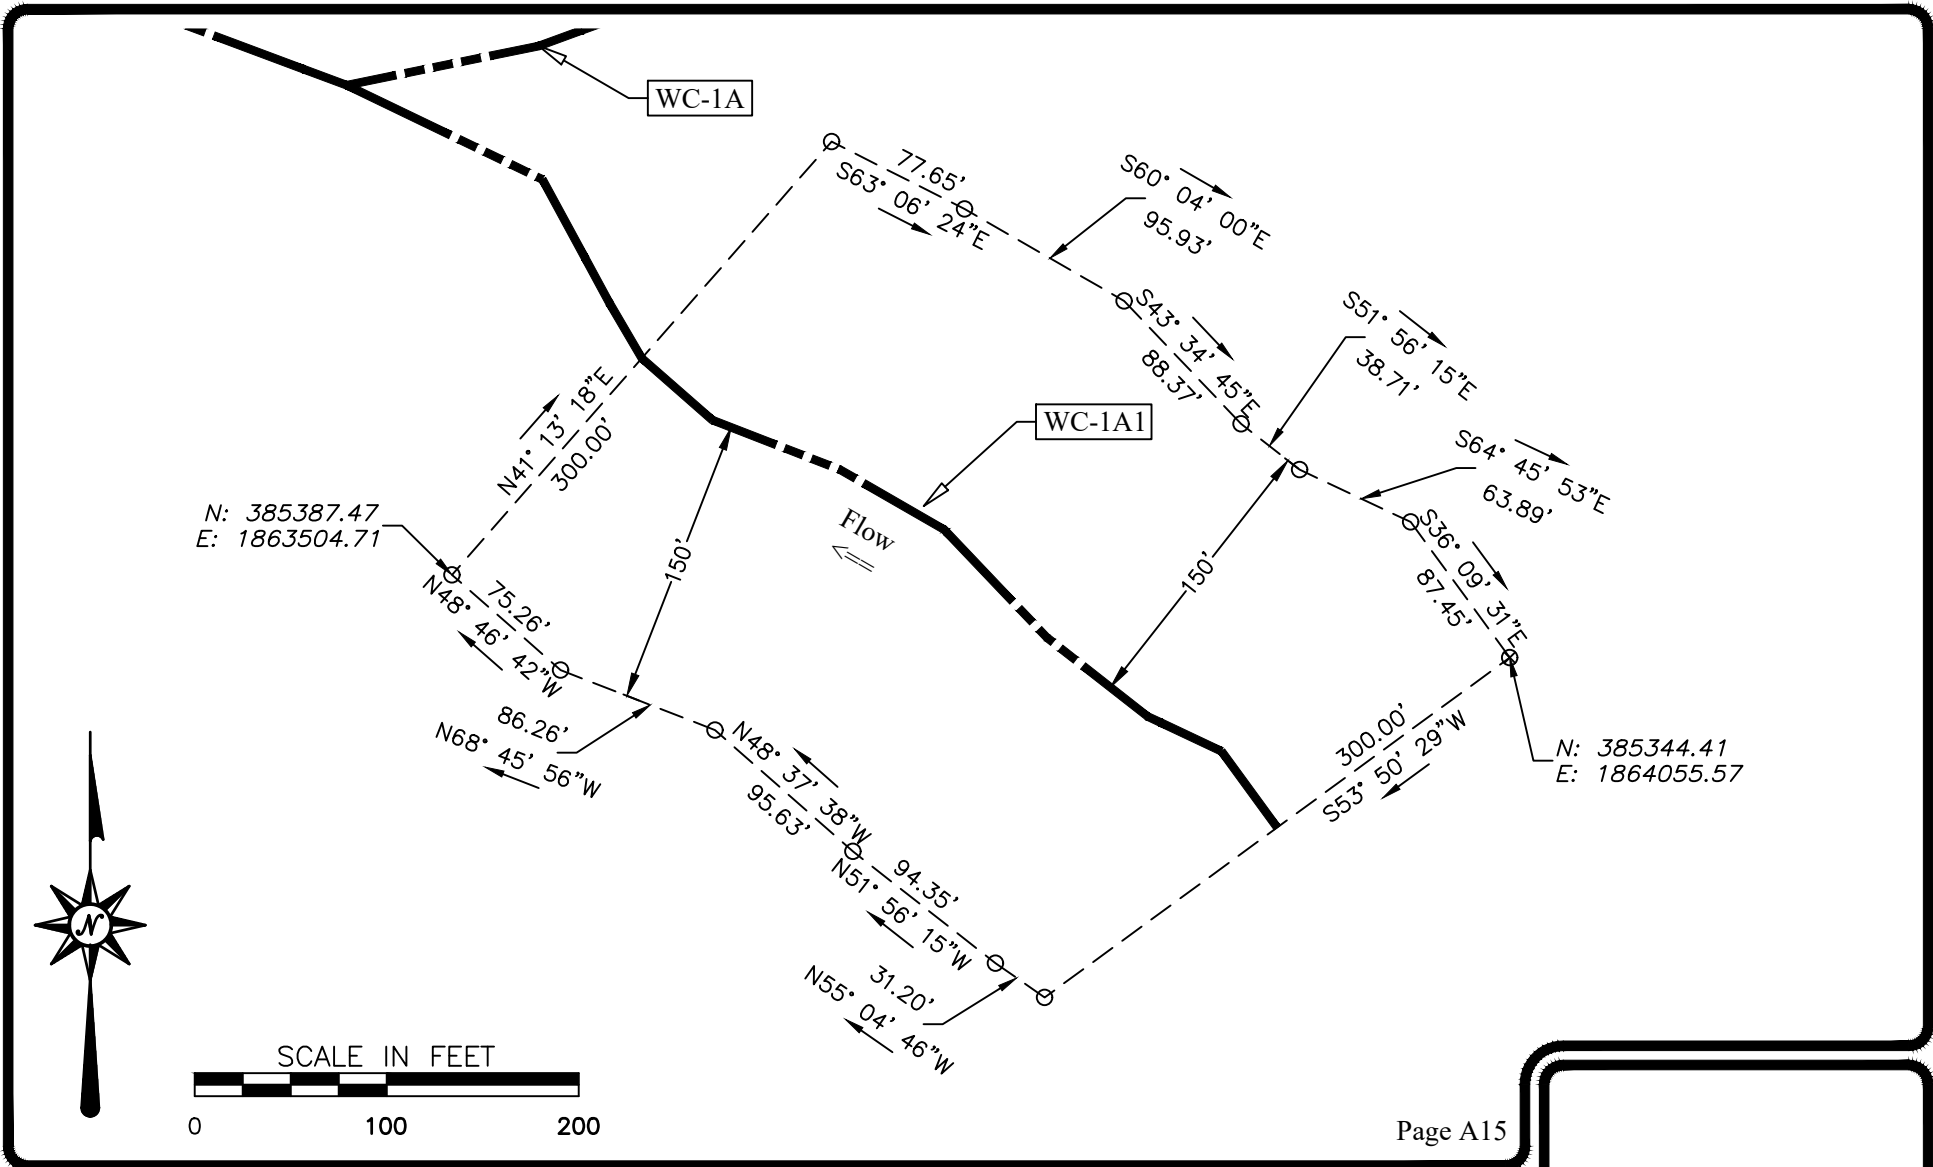 WC-1A
77.65’
S63° 06’ 24”E
S60° 04’ 00”E
95.93’
S43° 34’ 45”E
88.37’
S51° 56’ 15”E
38.71’
N41° 13’ 18”E
300.00’
WC-1A1
S64° 45’ 53”E
63.89’
N: 385387.47
E: 1863504.71
Flow
<==
150’
150’
S36° 09’ 31”E
87.45’
75.26’
N48° 46’ 42”W
86.26’
N68° 45’ 56”W
N48° 37’ 38”W
95.63’
300.00’
S53° 50’ 29”W
N: 385344.41
E: 1864055.57
94.35’
N51° 56’ 15”W
31.20’
N55° 04’ 46”W
N
SCALE IN FEET
0 100 200
Page A15